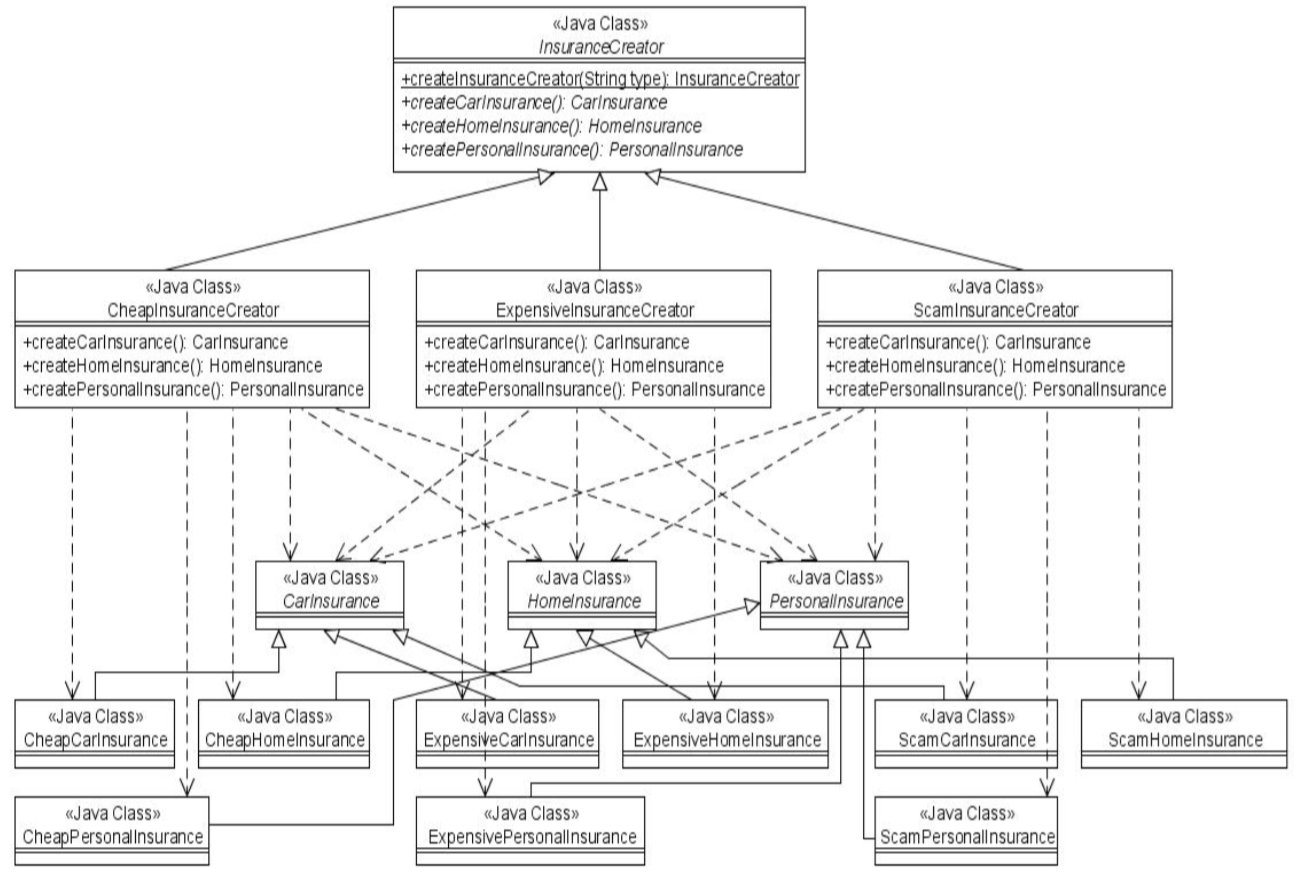 «Java Class»
InsuranceCreator
+createInsuranceCreator(String type): InsuranceCreator
+createCarInsurance(): CarInsurance
+createHomeInsurance(): HomeInsurance
+createPersonalInsurance(): PersonalInsurance
«Java Class»
CheapInsuranceCreator
+createCarInsurance(): CarInsurance
+createHomeInsurance(): HomeInsurance
+createPersonalInsurance(): PersonalInsurance
«Java Class»
ExpensiveInsuranceCreator
+createCarInsurance(): CarInsurance
+createHomeInsurance(): HomeInsurance
+createPersonalInsurance(): PersonalInsurance
«Java Class»
ScamInsuranceCreator
+createCarInsurance(): CarInsurance
+createHomeInsurance(): HomeInsurance
+createPersonalInsurance(): PersonalInsurance
«Java Class»
CarInsurance
«Java Class»
HomeInsurance
«Java Class»
PersonalInsurance
«Java Class»
CheapCarInsurance
«Java Class»
CheapHomeInsurance
«Java Class»
ExpensiveCarInsurance
«Java Class»
ExpensiveHomeInsurance
«Java Class»
ScamCarInsurance
«Java Class»
ScamHomeInsurance
«Java Class»
CheapPersonalInsurance
«Java Class»
ExpensivePersonalInsurance
«Java Class»
ScamPersonalInsurance